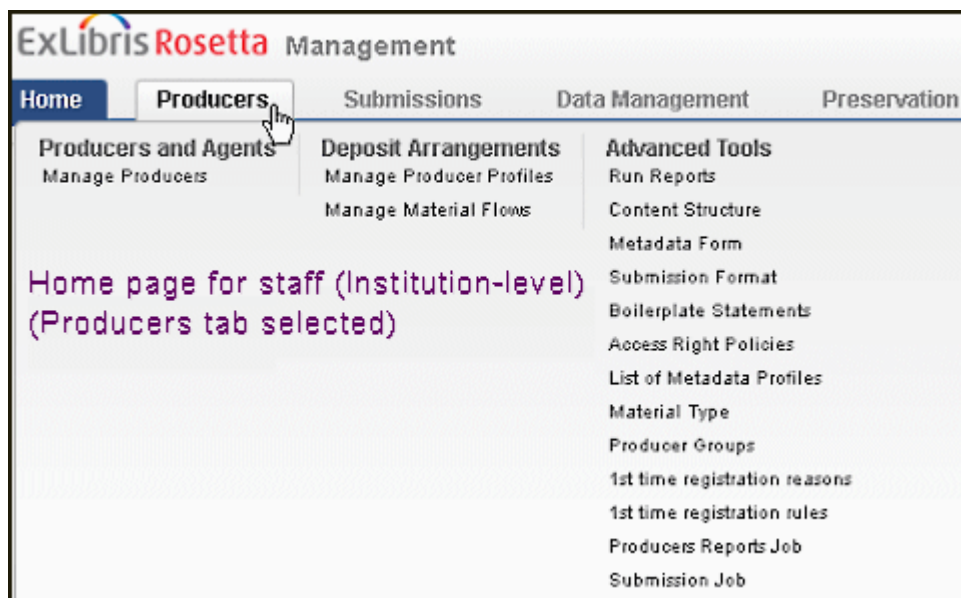 ExLibris Rosetta Management
Home Producers Submissions Data Management Preservation
Producers and Agents
Manage Producers
Deposit Arrangements
Manage Producer Profiles
Manage Material Flows
Advanced Tools
Run Reports
Content Structure
Metadata Form
Submission Format
Boilerplate Statements
Access Right Policies
List of Metadata Profiles
Material Type
Producer Groups
1st time registration reasons
1st time registration rules
Producers Reports Job
Submission Job
Home page for staff (Institution-level)
(Producers tab selected)